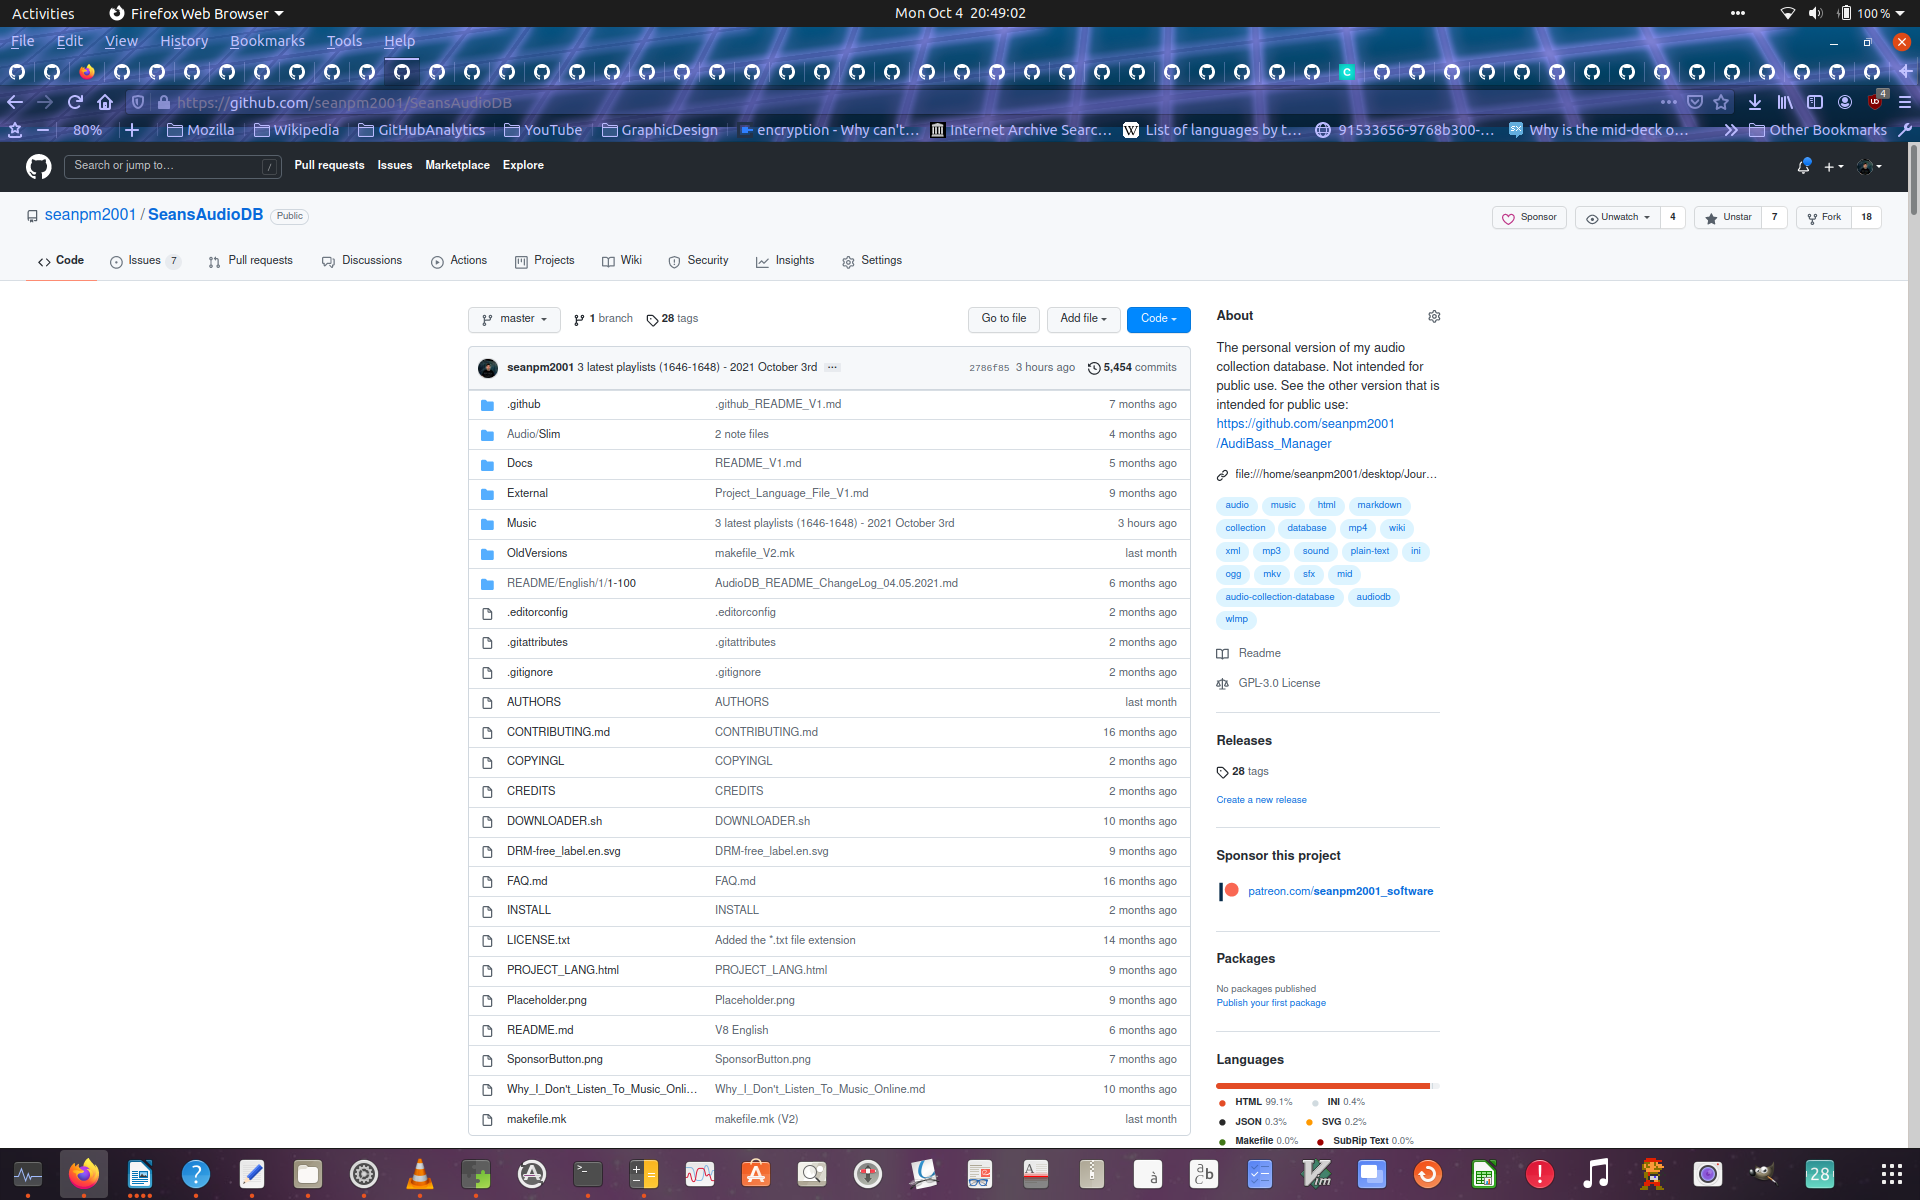 Activities Firefox Web Browser Mon Oct 4 20:49:02 100 %
File Edit View History Bookmarks Tools Help
https://github.com/seanpm2001/SeansAudioDB 4
80% Mozilla Wikipedia GitHubAnalytics YouTube GraphicDesign encryption - Why can't… Internet Archive Searc… List of languages by t… 91533656-9768b300-… Why is the mid-deck o… Other Bookmarks
Search or jump to… / Pull requests Issues Marketplace Explore
seanpm2001 / SeansAudioDB Public Sponsor Unwatch 4 Unstar 7 Fork 18
Code Issues 7 Pull requests Discussions Actions Projects Wiki Security Insights Settings
master 1 branch 28 tags Go to file Add file Code
seanpm2001 3 latest playlists (1646-1648) - 2021 October 3rd … 2786f85 3 hours ago 5,454 commits
.github .github_README_V1.md 7 months ago
Audio/Slim 2 note files 4 months ago
Docs README_V1.md 5 months ago
External Project_Language_File_V1.md 9 months ago
Music 3 latest playlists (1646-1648) - 2021 October 3rd 3 hours ago
OldVersions makefile_V2.mk last month
README/English/1/1-100 AudioDB_README_ChangeLog_04.05.2021.md 6 months ago
.editorconfig .editorconfig 2 months ago
.gitattributes .gitattributes 2 months ago
.gitignore .gitignore 2 months ago
AUTHORS AUTHORS last month
CONTRIBUTING.md CONTRIBUTING.md 16 months ago
COPYINGL COPYINGL 2 months ago
CREDITS CREDITS 2 months ago
DOWNLOADER.sh DOWNLOADER.sh 10 months ago
DRM-free_label.en.svg DRM-free_label.en.svg 9 months ago
FAQ.md FAQ.md 16 months ago
INSTALL INSTALL 2 months ago
LICENSE.txt Added the *.txt file extension 14 months ago
PROJECT_LANG.html PROJECT_LANG.html 9 months ago
Placeholder.png Placeholder.png 9 months ago
README.md V8 English 6 months ago
SponsorButton.png SponsorButton.png 7 months ago
Why_I_Don't_Listen_To_Music_Onli… Why_I_Don't_Listen_To_Music_Online.md 10 months ago
makefile.mk makefile.mk (V2) last month
About
The personal version of my audio
collection database. Not intended for
public use. See the other version that is
intended for public use:
https://github.com/seanpm2001
/AudiBass_Manager
file:///home/seanpm2001/desktop/Jour…
audio music html markdown
collection database mp4 wiki
xml mp3 sound plain-text ini
ogg mkv sfx mid
audio-collection-database audiodb
wlmp
Readme
GPL-3.0 License
Releases
28 tags
Create a new release
Sponsor this project
patreon.com/seanpm2001_software
Packages
No packages published
Publish your first package
Languages
HTML 99.1% INI 0.4%
JSON 0.3% SVG 0.2%
Makefile 0.0% SubRip Text 0.0%
28